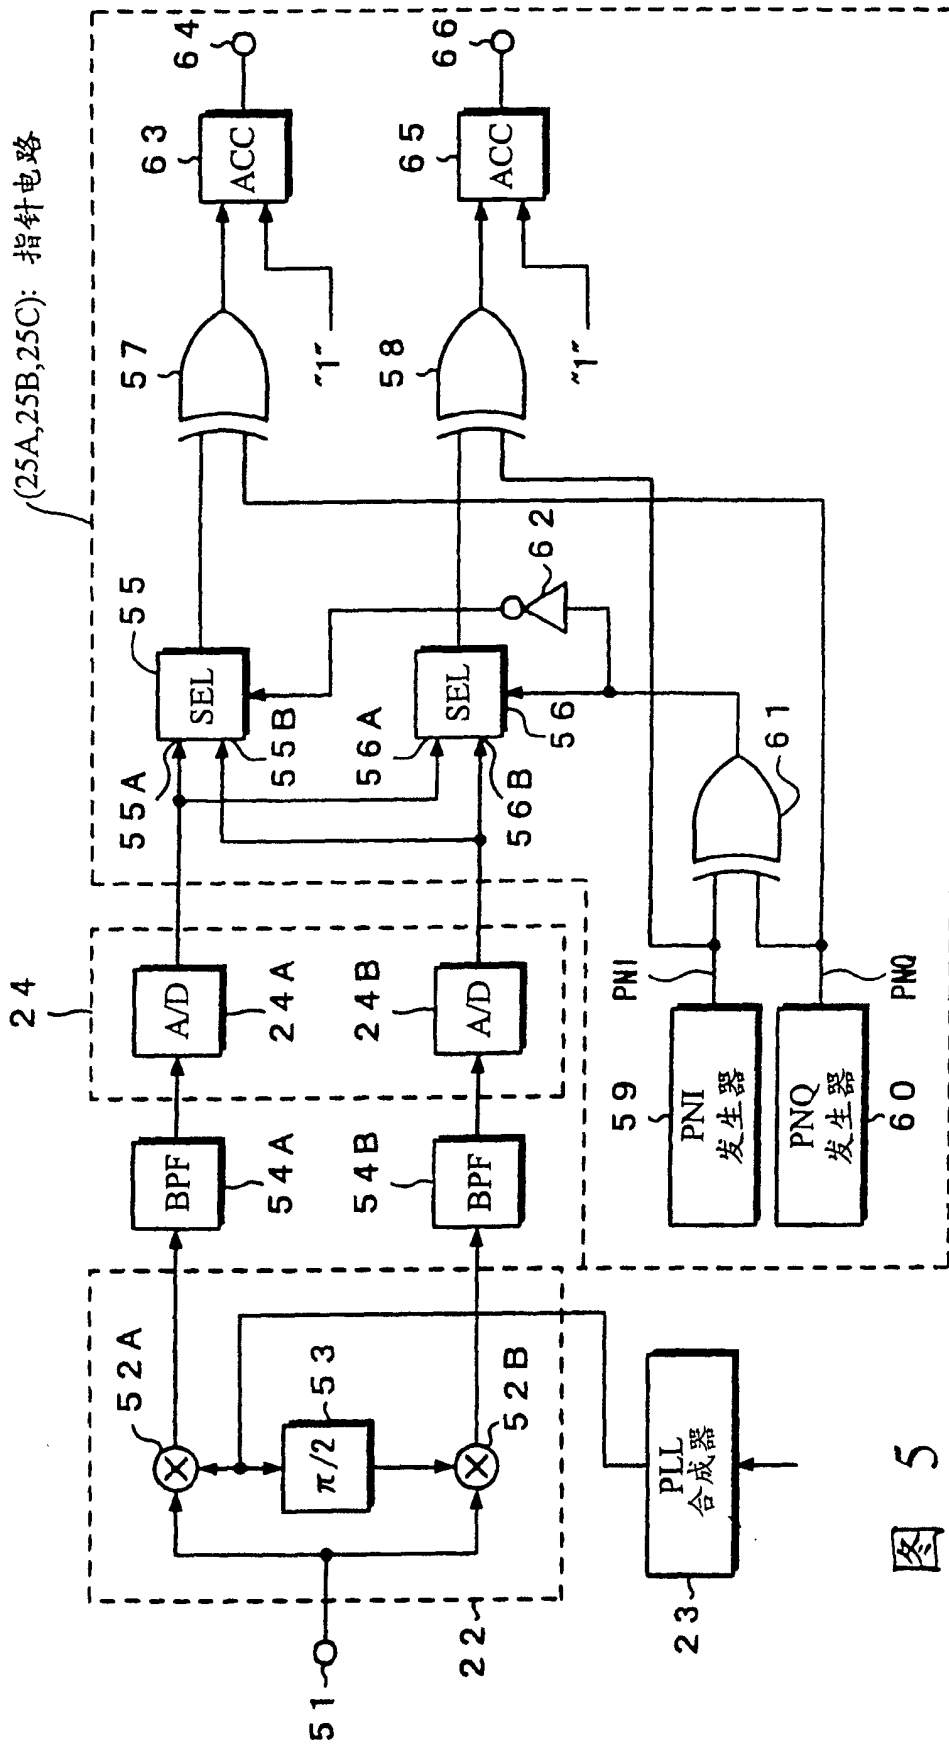 (25A,25B,25C): 指针电路
24
22
51
52A
52B
53
π/2
54A
BPF
54B
BPF
24A
A/D
24B
A/D
55A
55B
55
SEL
56A
56B
56
SEL
57
58
62
61
63
ACC
64
65
ACC
66
"1"
"1"
PNI
PNQ
59
PNI
发生器
60
PNQ
发生器
23
PLL
合成器
图 5